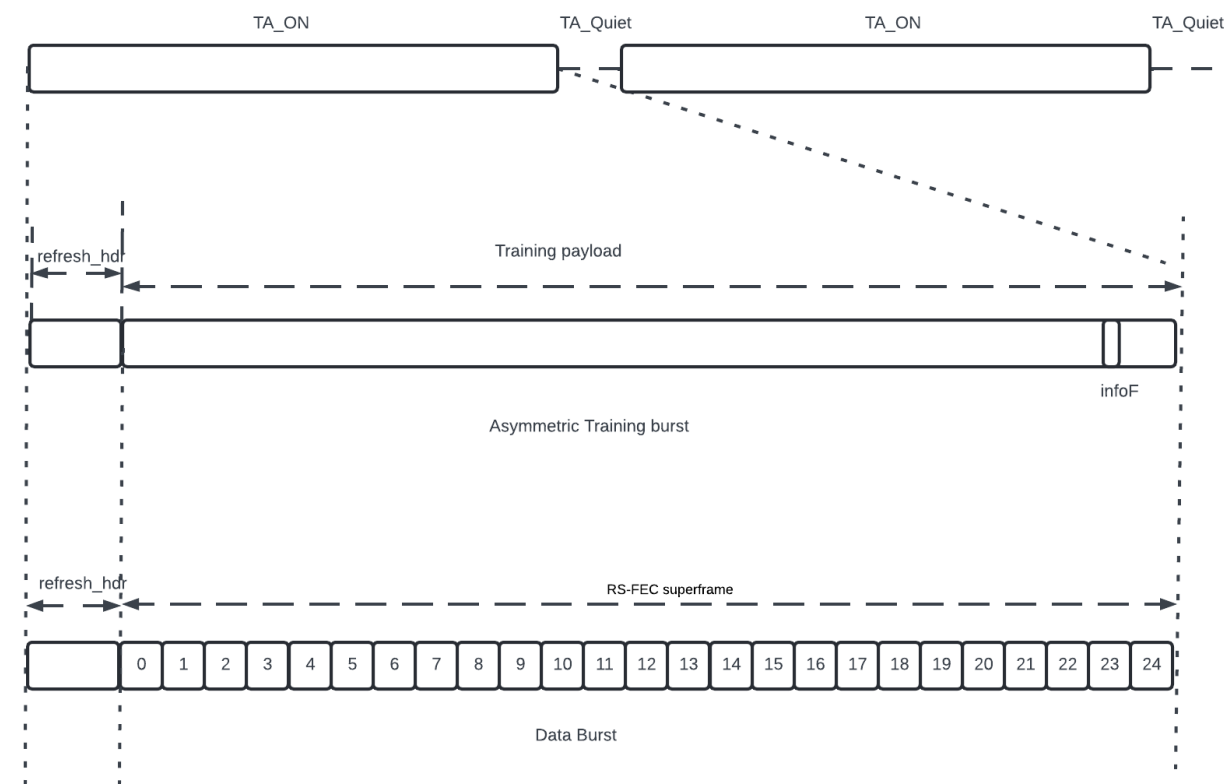 TA_ON TA_Quiet TA_ON TA_Quiet
Training payload
refresh_hdr
infoF
Asymmetric Training burst
refresh_hdr
RS-FEC superframe
0 1 2 3 4 5 6 7 8 9 10 11 12 13 14 15 16 17 18 19 20 21 22 23 24
Data Burst